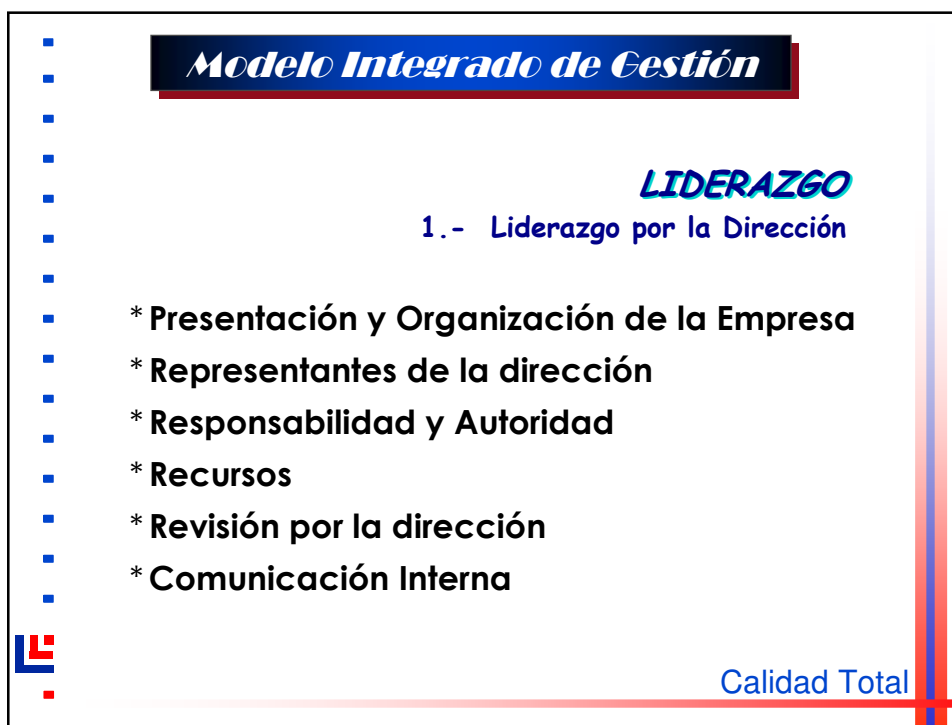 Modelo Integrado de Gestión
LIDERAZGO
1.- Liderazgo por la Dirección
* Presentación y Organización de la Empresa
* Representantes de la dirección
* Responsabilidad y Autoridad
* Recursos
* Revisión por la dirección
* Comunicación Interna
Calidad Total